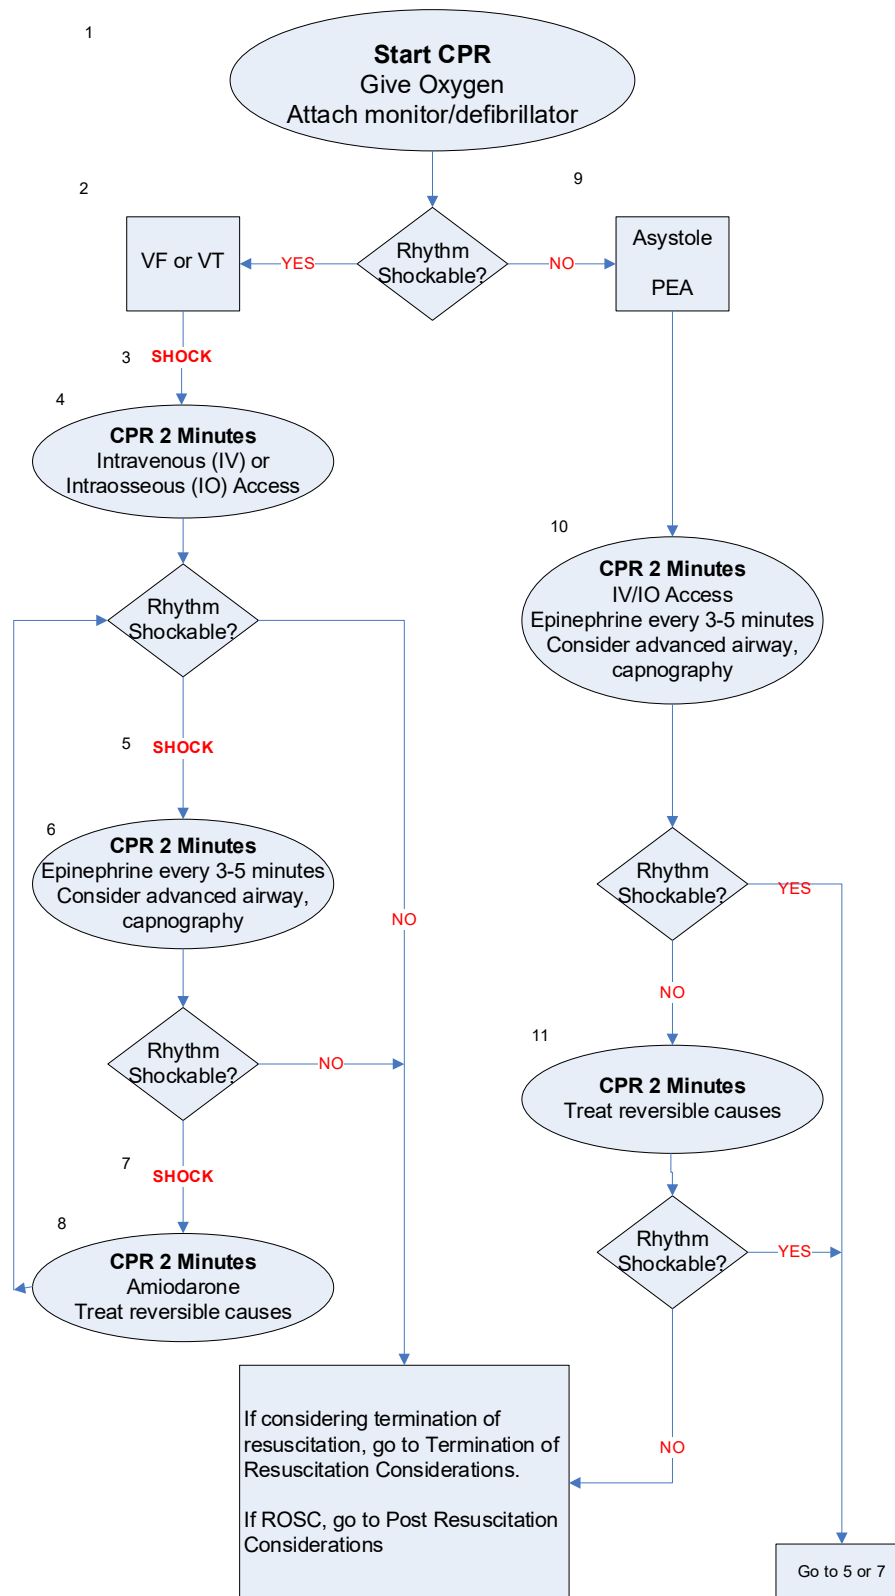 1
Start CPR
Give Oxygen
Attach monitor/defibrillator
2
9
VF or VT
YES
Rhythm
Shockable?
NO
Asystole
PEA
3
SHOCK
4
CPR 2 Minutes
Intravenous (IV) or
Intraosseous (IO) Access
10
CPR 2 Minutes
IV/IO Access
Epinephrine every 3-5 minutes
Consider advanced airway,
capnography
Rhythm
Shockable?
5
SHOCK
6
CPR 2 Minutes
Epinephrine every 3-5 minutes
Consider advanced airway,
capnography
NO
Rhythm
Shockable?
YES
NO
Rhythm
Shockable?
NO
11
CPR 2 Minutes
Treat reversible causes
7
SHOCK
8
CPR 2 Minutes
Amiodarone
Treat reversible causes
Rhythm
Shockable?
YES
NO
If considering termination of
resuscitation, go to Termination of
Resuscitation Considerations.
If ROSC, go to Post Resuscitation
Considerations
Go to 5 or 7